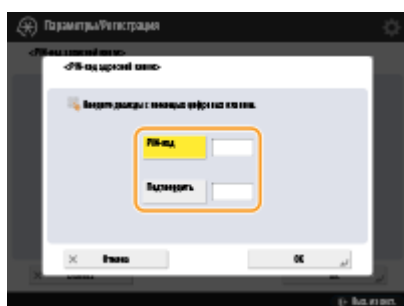 Параметры/Регистрация
<PIN-код адресной книги>
<PIN-код адресной книги>
Введите дважды с помощью цифровых клавиш.
PIN-код
Подтвердить
Отмена
OK